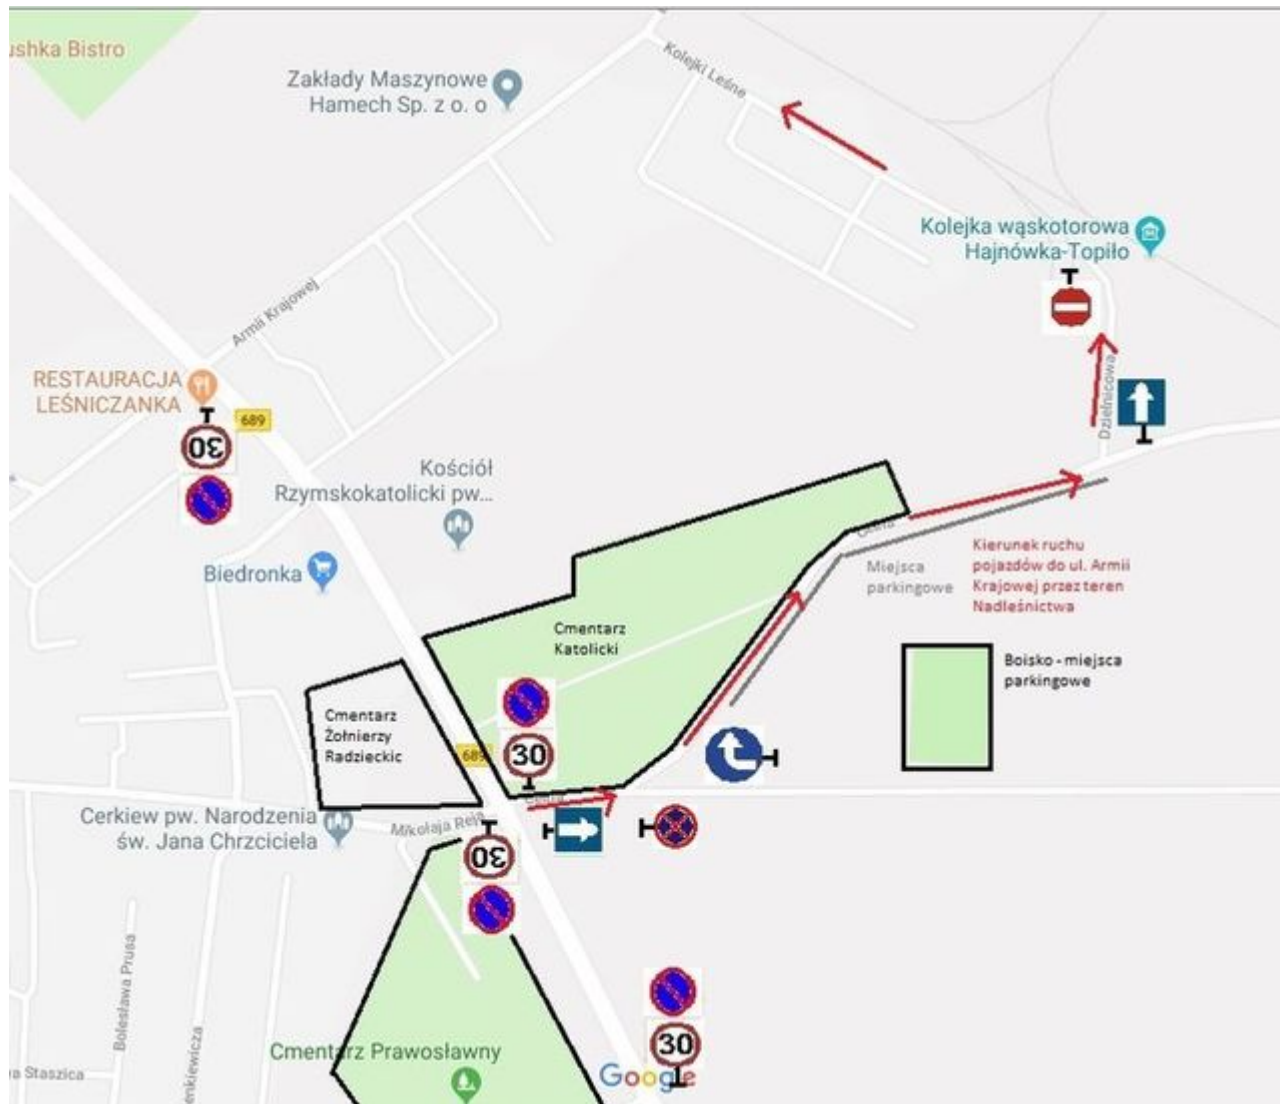 ushka Bistro
Zakłady Maszynowe
Hamech Sp. z o. o
Kolejki Leśne
Kolejka wąskotorowa
Hajnówka-Topiło
Armii Krajowej
RESTAURACJA
LEŚNICZANKA
689
30
Dzielnicowa
Kościół
Rzymskokatolicki pw...
Biedronka
Miejsca
parkingowe
Kierunek ruchu
pojazdów do ul. Armii
Krajowej przez teren
Nadleśnictwa
Cmentarz
Katolicki
Boisko - miejsca
parkingowe
Cmentarz
Żołnierzy
Radzieckic
689
30
Cerkiew pw. Narodzenia
św. Jana Chrzciciela
Mikołaja Reja
30
Bolesława Prusa
enkiewicza
a Staszica
Cmentarz Prawosławny
30
Google